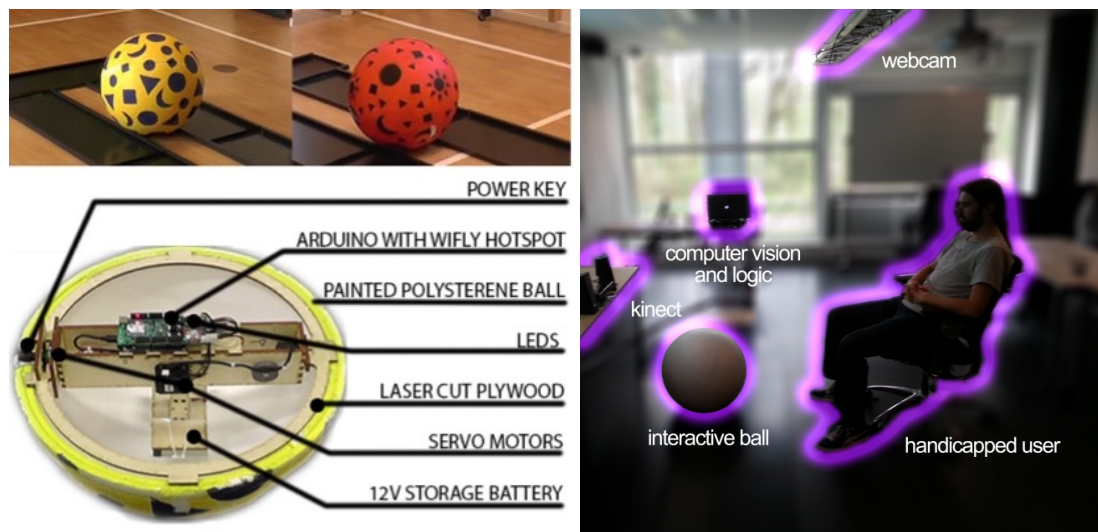 POWER KEY
ARDUINO WITH WIFLY HOTSPOT
PAINTED POLYSTERENE BALL
LEDS
LASER CUT PLYWOOD
SERVO MOTORS
12V STORAGE BATTERY
webcam
computer vision
and logic
kinect
interactive ball
handicapped user